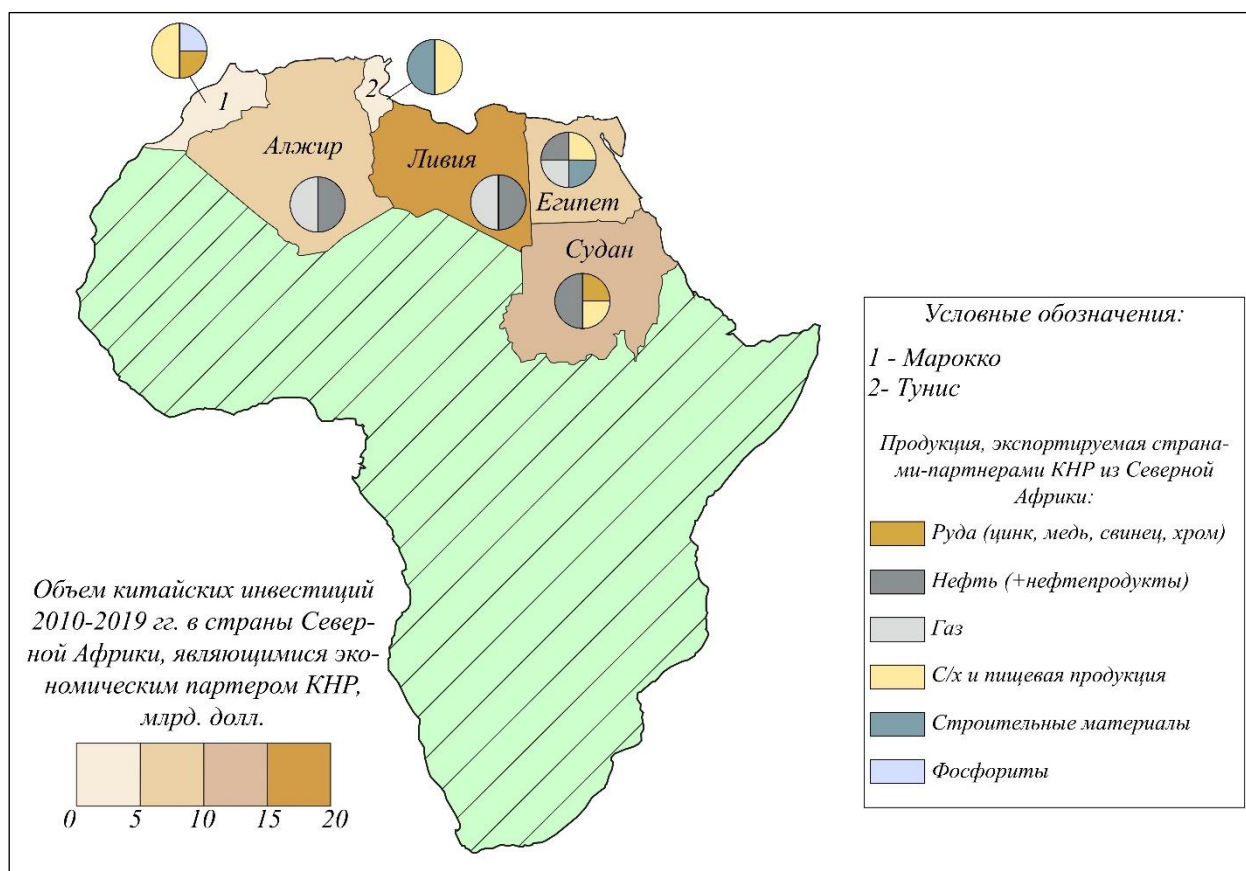 1
2
Алжир
Ливия
Египет
Судан
Объем китайских инвестиций
2010-2019 гг. в страны Север-
ной Африки, являющимися эко-
номическим партером КНР,
млрд. долл.
0 5 10 15 20
Условные обозначения:
1 - Марокко
2- Тунис
Продукция, экспортируемая страна-
ми-партнерами КНР из Северной
Африки:
Руда (цинк, медь, свинец, хром)
Нефть (+нефтепродукты)
Газ
С/х и пищевая продукция
Строительные материалы
Фосфориты